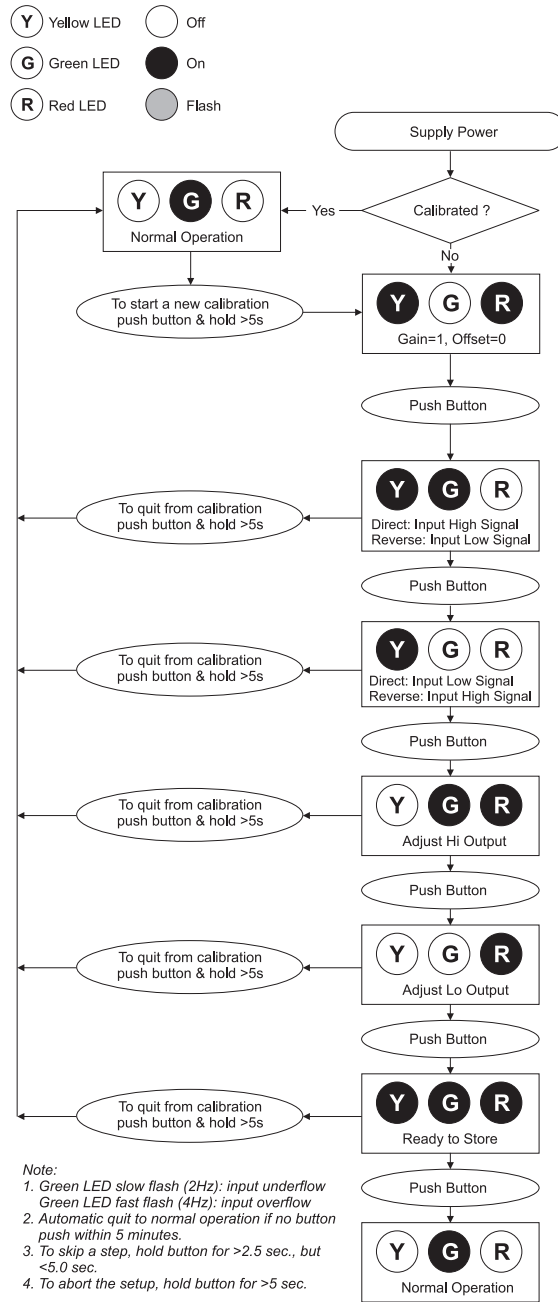 Y Yellow LED Off
G Green LED On
R Red LED Flash
Supply Power
Calibrated ?
Yes
No
Y G R
Normal Operation
To start a new calibration
push button & hold >5s
Y G R
Gain=1, Offset=0
Push Button
Y G R
Direct: Input High Signal
Reverse: Input Low Signal
To quit from calibration
push button & hold >5s
Push Button
Y G R
Direct: Input Low Signal
Reverse: Input High Signal
To quit from calibration
push button & hold >5s
Push Button
Y G R
Adjust Hi Output
To quit from calibration
push button & hold >5s
Push Button
Y G R
Adjust Lo Output
To quit from calibration
push button & hold >5s
Push Button
Y G R
Ready to Store
To quit from calibration
push button & hold >5s
Push Button
Y G R
Normal Operation
Note:
1. Green LED slow flash (2Hz): input underflow
Green LED fast flash (4Hz): input overflow
2. Automatic quit to normal operation if no button
push within 5 minutes.
3. To skip a step, hold button for >2.5 sec., but
<5.0 sec.
4. To abort the setup, hold button for >5 sec.